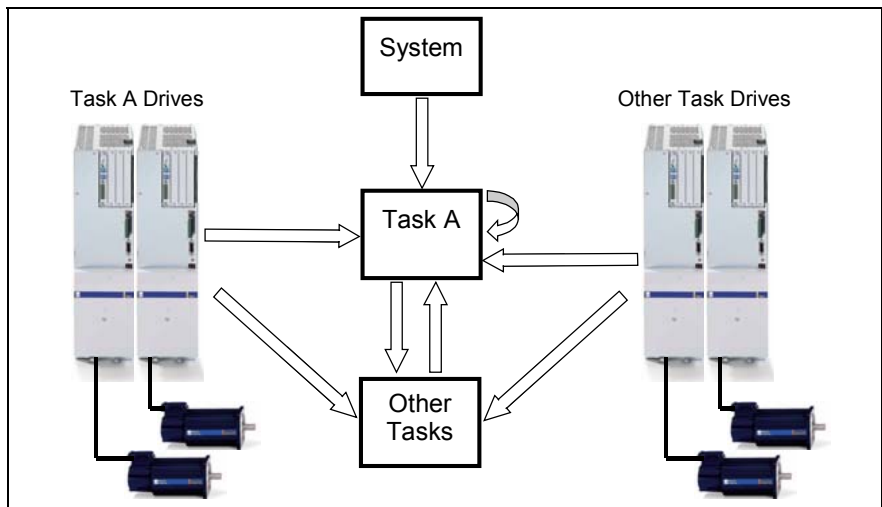 System
Task A Drives
Other Task Drives
Task A
Other
Tasks